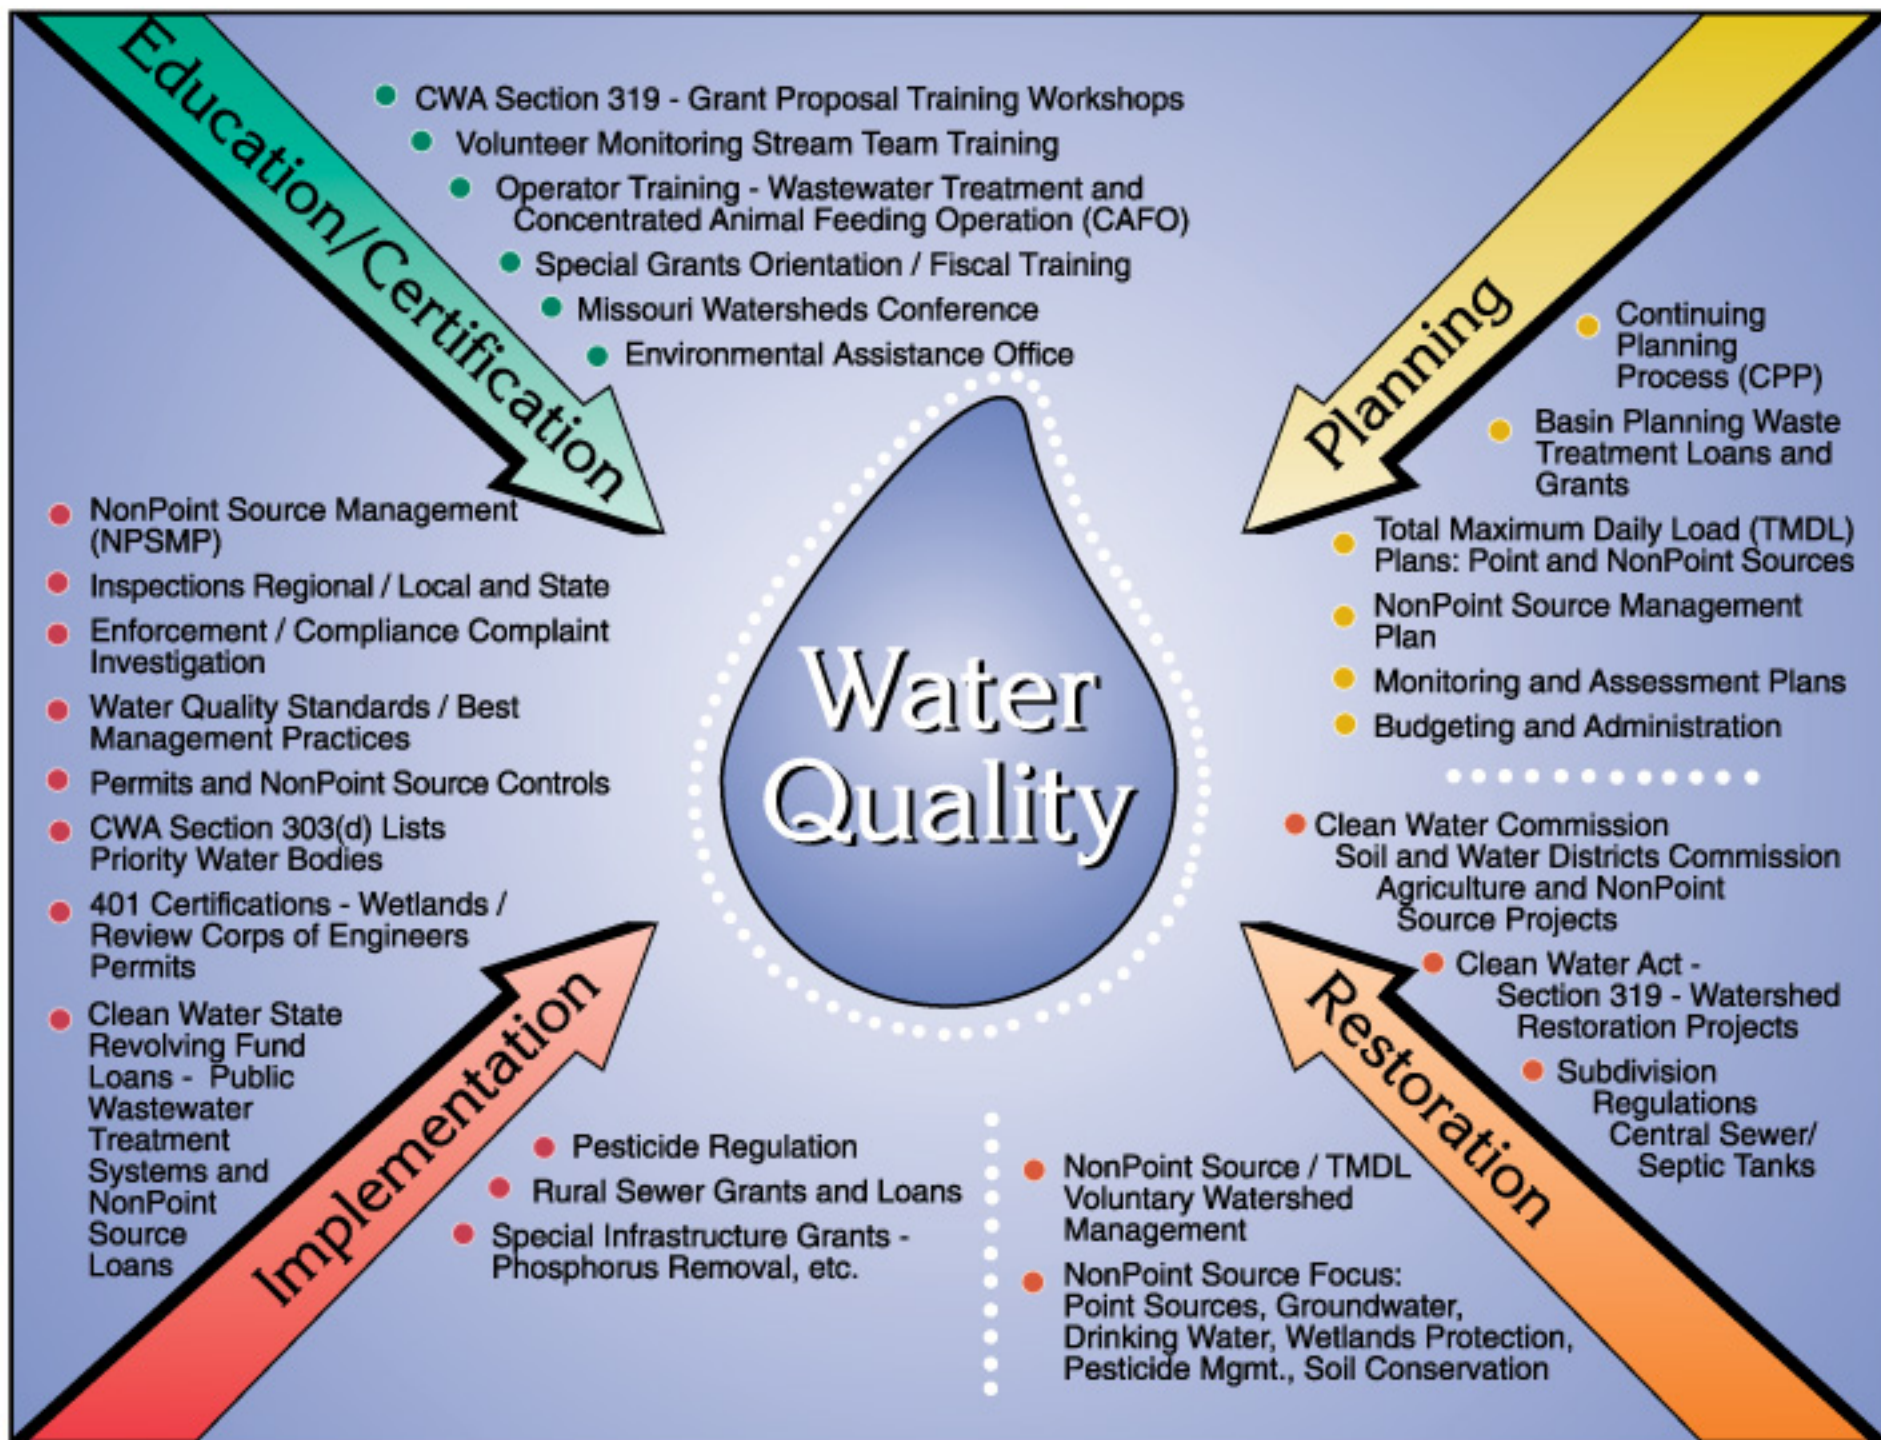 Education/Certification
CWA Section 319 - Grant Proposal Training Workshops
Volunteer Monitoring Stream Team Training
Operator Training - Wastewater Treatment and
Concentrated Animal Feeding Operation (CAFO)
Special Grants Orientation / Fiscal Training
Missouri Watersheds Conference
Environmental Assistance Office
Planning
Continuing
Planning
Process (CPP)
Basin Planning Waste
Treatment Loans and
Grants
Total Maximum Daily Load (TMDL)
Plans: Point and NonPoint Sources
NonPoint Source Management
Plan
Monitoring and Assessment Plans
Budgeting and Administration
Water
Quality
NonPoint Source Management
(NPSMP)
Inspections Regional / Local and State
Enforcement / Compliance Complaint
Investigation
Water Quality Standards / Best
Management Practices
Permits and NonPoint Source Controls
CWA Section 303(d) Lists
Priority Water Bodies
401 Certifications - Wetlands /
Review Corps of Engineers
Permits
Clean Water State
Revolving Fund
Loans - Public
Wastewater
Treatment
Systems and
NonPoint
Source
Loans
Implementation
Pesticide Regulation
Rural Sewer Grants and Loans
Special Infrastructure Grants -
Phosphorus Removal, etc.
Clean Water Commission
Soil and Water Districts Commission
Agriculture and NonPoint
Source Projects
Clean Water Act -
Section 319 - Watershed
Restoration Projects
Subdivision
Regulations
Central Sewer/
Septic Tanks
Restoration
NonPoint Source / TMDL
Voluntary Watershed
Management
NonPoint Source Focus:
Point Sources, Groundwater,
Drinking Water, Wetlands Protection,
Pesticide Mgmt., Soil Conservation